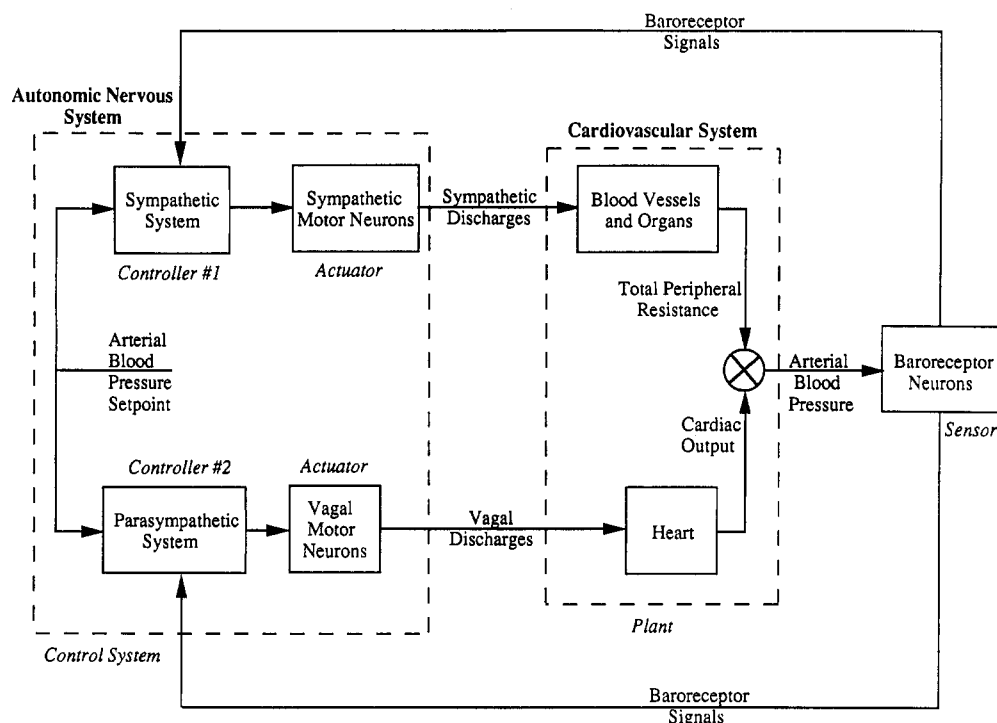 Baroreceptor
Signals
Autonomic Nervous
System
Cardiovascular System
Sympathetic
System
Controller #1
Sympathetic
Motor Neurons
Actuator
Sympathetic
Discharges
Blood Vessels
and Organs
Total Peripheral
Resistance
Arterial
Blood
Pressure
Setpoint
Arterial
Blood
Pressure
Baroreceptor
Neurons
Sensor
Cardiac
Output
Controller #2
Parasympathetic
System
Actuator
Vagal
Motor
Neurons
Vagal
Discharges
Heart
Plant
Control System
Baroreceptor
Signals